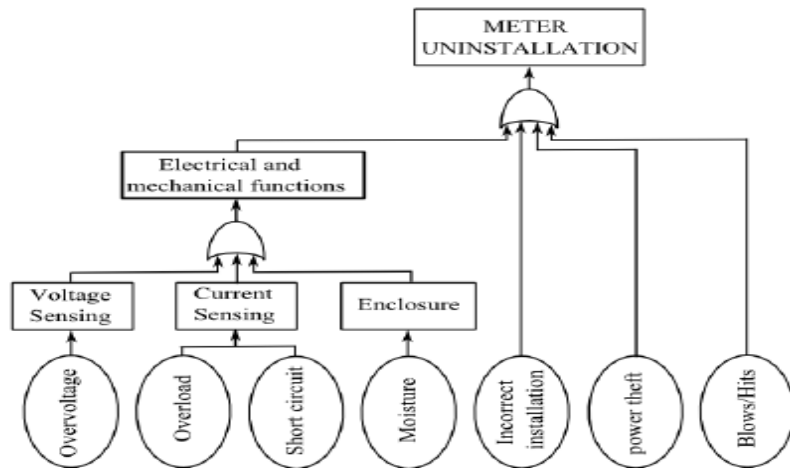 METER
UNINSTALLATION
Electrical and
mechanical functions
Voltage
Sensing
Current
Sensing
Enclosure
Overvoltage
Overload
Short circuit
Moisture
Incorrect
installation
power theft
Blows/Hits